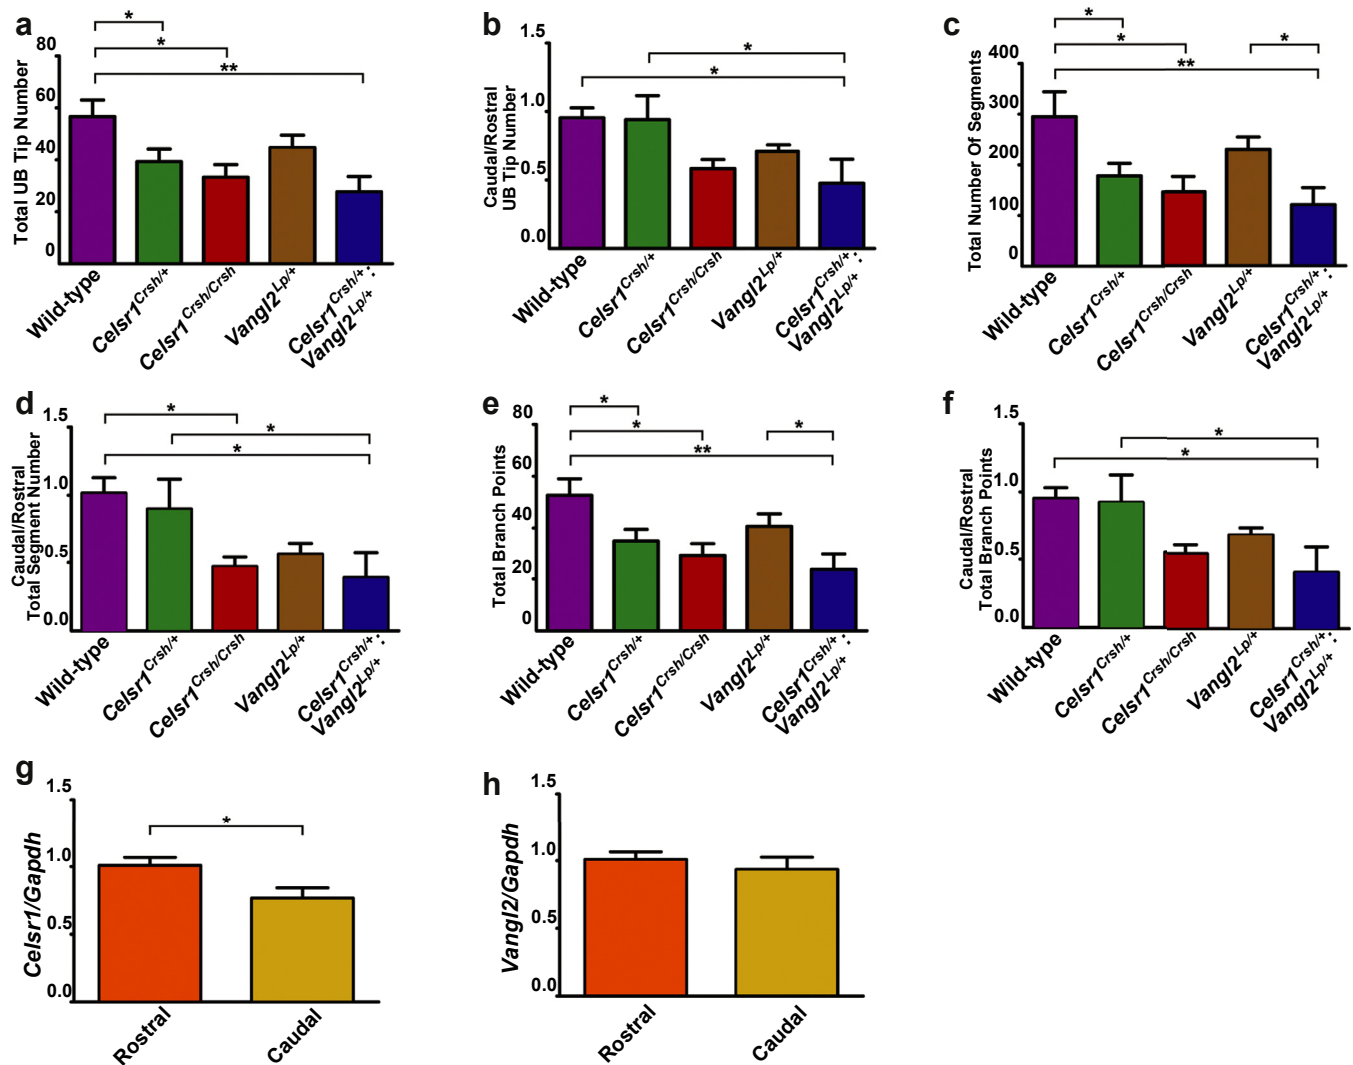 a
*
*
**
Total UB Tip Number
80
60
40
20
0
Wild-type
Celsr1Crsh/+
Celsr1Crsh/Crsh
Vangl2Lp/+
Celsr1Crsh/+:
Vangl2Lp/+
b
*
*
Caudal/Rostral
UB Tip Number
1.5
1.0
0.5
0.0
Wild-type
Celsr1Crsh/+
Celsr1Crsh/Crsh
Vangl2Lp/+
Celsr1Crsh/+:
Vangl2Lp/+
c
*
*
*
**
Total Number Of Segments
400
300
200
100
0
Wild-type
Celsr1Crsh/+
Celsr1Crsh/Crsh
Vangl2Lp/+
Celsr1Crsh/+:
Vangl2Lp/+
d
*
*
*
Caudal/Rostral
Total Segment Number
1.5
1.0
0.5
0.0
Wild-type
Celsr1Crsh/+
Celsr1Crsh/Crsh
Vangl2Lp/+
Celsr1Crsh/+:
Vangl2Lp/+
e
*
*
*
**
Total Branch Points
80
60
40
20
0
Wild-type
Celsr1Crsh/+
Celsr1Crsh/Crsh
Vangl2Lp/+
Celsr1Crsh/+:
Vangl2Lp/+
f
*
*
Caudal/Rostral
Total Branch Points
1.5
1.0
0.5
0.0
Wild-type
Celsr1Crsh/+
Celsr1Crsh/Crsh
Vangl2Lp/+
Celsr1Crsh/+:
Vangl2Lp/+
g
*
Celsr1/Gapdh
1.5
1.0
0.5
0.0
Rostral
Caudal
h
Vangl2/Gapdh
1.5
1.0
0.5
0.0
Rostral
Caudal